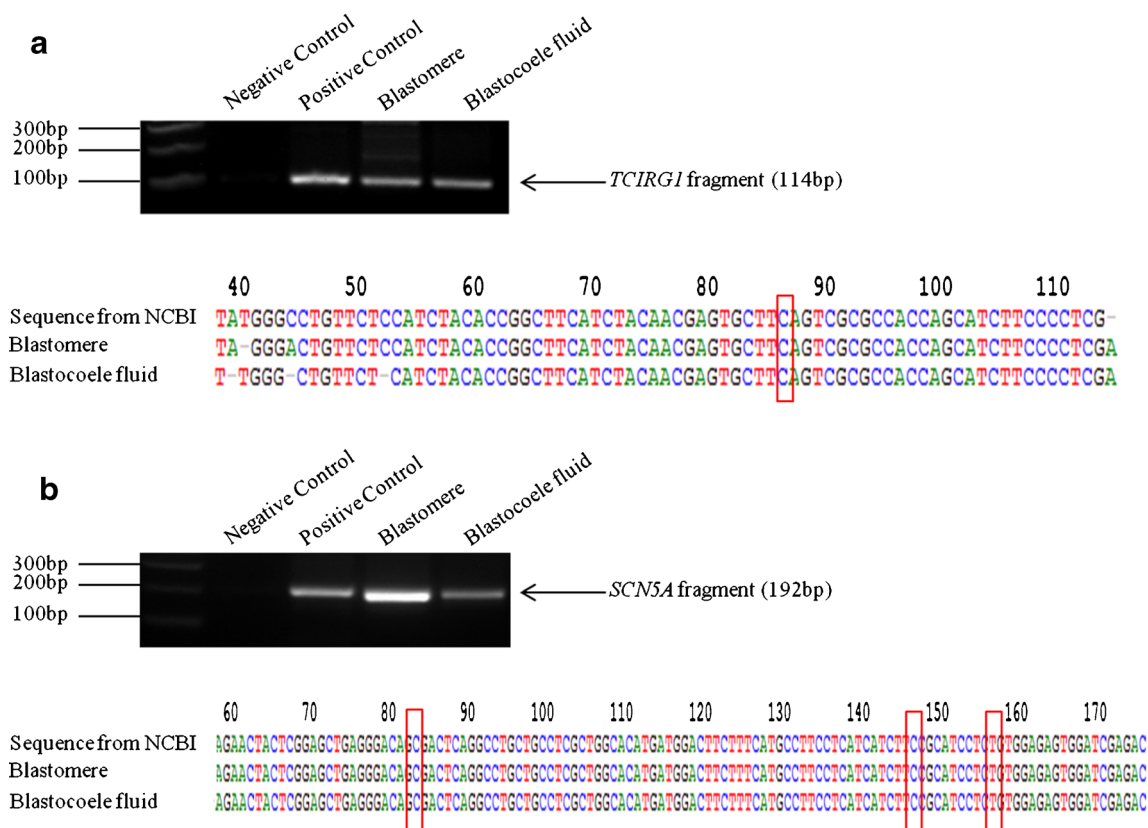 a
Negative Control
Positive Control
Blastomere
Blastocoele fluid
300bp
200bp
100bp
TCIRG1 fragment (114bp)
40 50 60 70 80 90 100 110
Sequence from NCBI TATGGGCCTGTTCTCCATCTACACCGGCTTCATCTACAACGAGTGCTTCAGTCGCGCCACCAGCATCTTCCCCTCG-
Blastomere TA-GGGACTGTTCTCCATCTACACCGGCTTCATCTACAACGAGTGCTTCAGTCGCGCCACCAGCATCTTCCCCTCGA
Blastocoele fluid T-TGGG-CTGTTCT-CATCTACACCGGCTTCATCTACAACGAGTGCTTCAGTCGCGCCACCAGCATCTTCCCCTCGA
b
Negative Control
Positive Control
Blastomere
Blastocoele fluid
300bp
200bp
100bp
SCN5A fragment (192bp)
60 70 80 90 100 110 120 130 140 150 160 170
Sequence from NCBI AGAACTACTCGGAGCTGAGGGACAGCGACTCAGGCCTGCTGCCTCGCTGGCACATGATGGACTTCTTTCATGCCTTCCTCATCATCTTCCGCATCCTCTGTGGAGAGTGGATCGAGAC
Blastomere AGAACTACTCGGAGCTGAGGGACAGCGACTCAGGCCTGCTGCCTCGCTGGCACATGATGGACTTCTTTCATGCCTTCCTCATCATCTTCCGCATCCTCTGTGGAGAGTGGATCGAGAC
Blastocoele fluid AGAACTACTCGGAGCTGAGGGACAGCGACTCAGGCCTGCTGCCTCGCTGGCACATGATGGACTTCTTTCATGCCTTCCTCATCATCTTCCGCATCCTCTGTGGAGAGTGGATCGAGAC